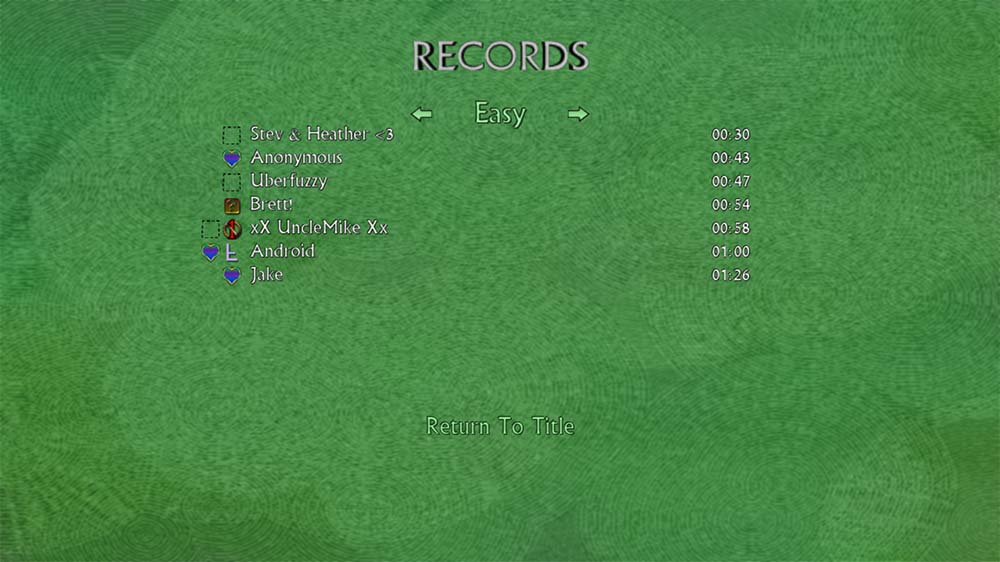 RECORDS
Easy
Stev & Heather <3 00:30
Anonymous 00:43
Uberfuzzy 00:47
Brett! 00:54
xX UncleMike Xx 00:58
Android 01:00
Jake 01:26
Return To Title